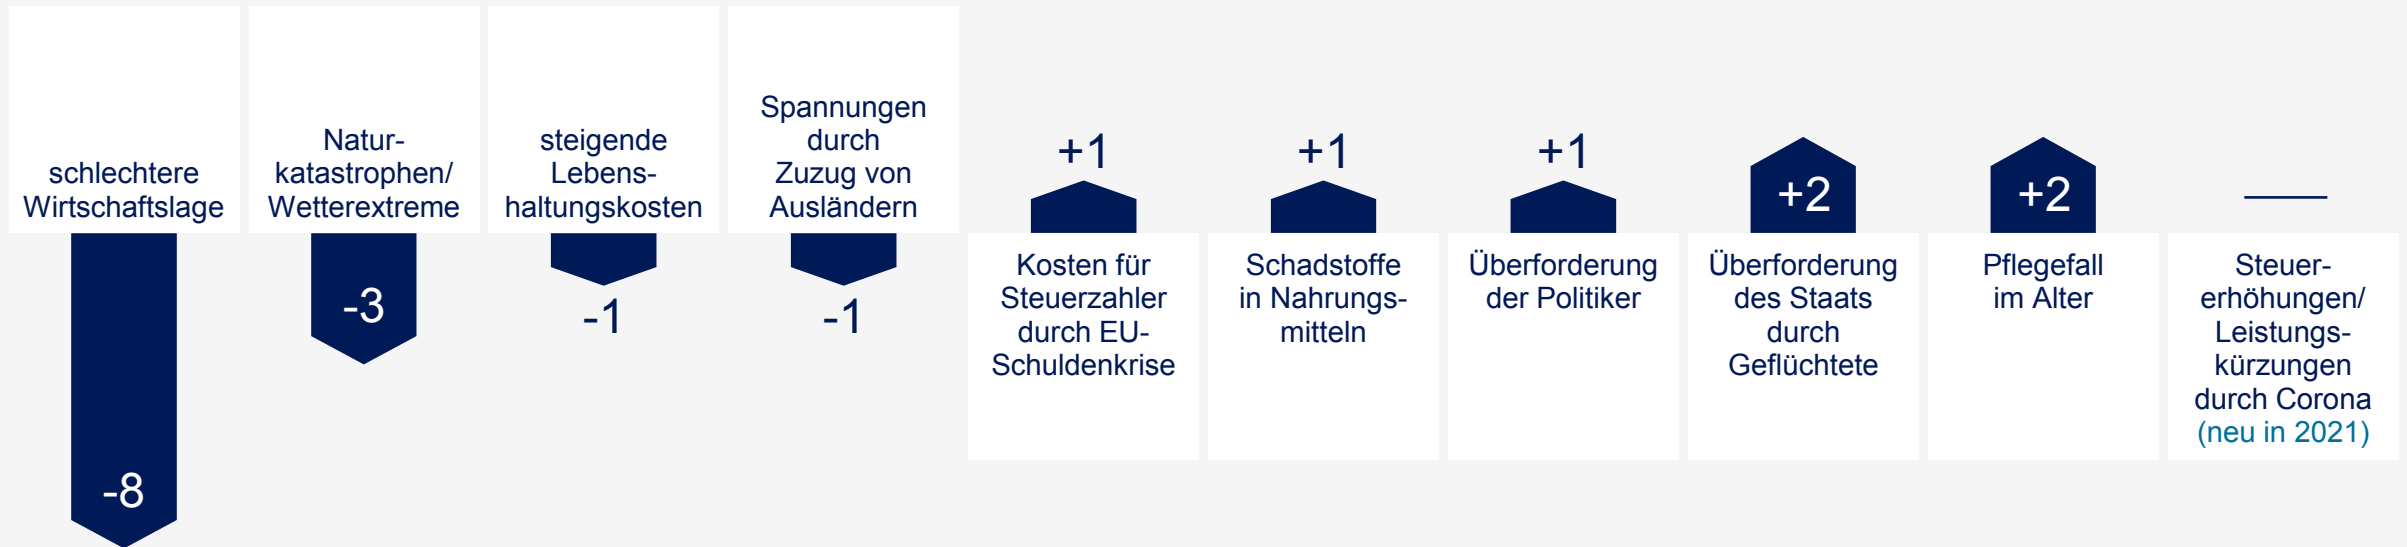 schlechtere
Wirtschaftslage
-8
Natur-
katastrophen/
Wetterextreme
-3
steigende
Lebens-
haltungskosten
-1
Spannungen
durch
Zuzug von
Ausländern
-1
+1
Kosten für
Steuerzahler
durch EU-
Schuldenkrise
+1
Schadstoffe
in Nahrungs-
mitteln
+1
Überforderung
der Politiker
+2
Überforderung
des Staats
durch
Geflüchtete
+2
Pflegefall
im Alter
Steuer-
erhöhungen/
Leistungs-
kürzungen
durch Corona
(neu in 2021)